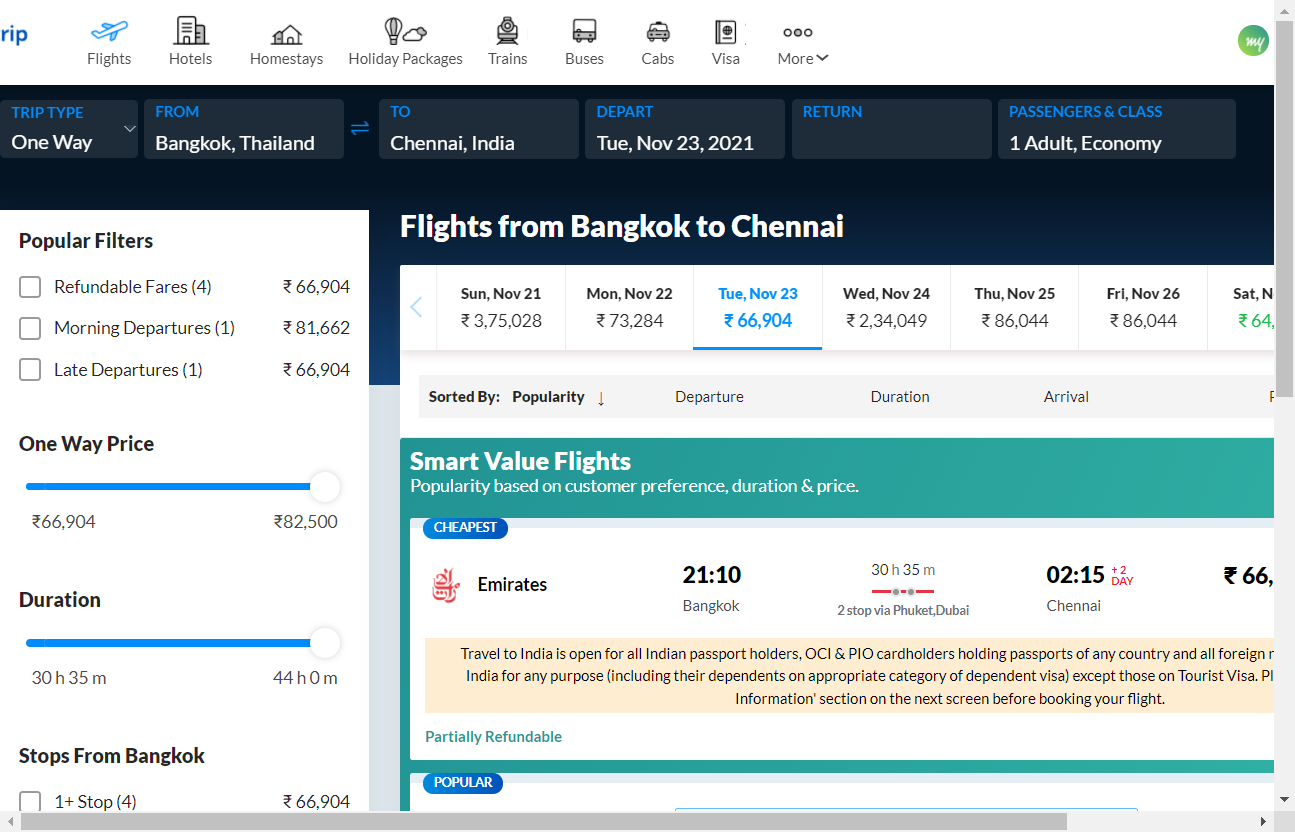 rip
Flights
Hotels
Homestays
Holiday Packages
Trains
Buses
Cabs
Visa
More
my
TRIP TYPE
One Way
FROM
Bangkok, Thailand
TO
Chennai, India
DEPART
Tue, Nov 23, 2021
RETURN
PASSENGERS & CLASS
1 Adult, Economy
Popular Filters
Refundable Fares (4) ₹ 66,904
Morning Departures (1) ₹ 81,662
Late Departures (1) ₹ 66,904
One Way Price
₹66,904 ₹82,500
Duration
30 h 35 m 44 h 0 m
Stops From Bangkok
1+ Stop (4) ₹ 66,904
Flights from Bangkok to Chennai
Sun, Nov 21
₹ 3,75,028
Mon, Nov 22
₹ 73,284
Tue, Nov 23
₹ 66,904
Wed, Nov 24
₹ 2,34,049
Thu, Nov 25
₹ 86,044
Fri, Nov 26
₹ 86,044
Sat, N
₹ 64,
Sorted By: Popularity ↓ Departure Duration Arrival
Smart Value Flights
Popularity based on customer preference, duration & price.
CHEAPEST
Emirates
21:10
Bangkok
30 h 35 m
2 stop via Phuket,Dubai
02:15 + 2 DAY
Chennai
₹ 66,
Travel to India is open for all Indian passport holders, OCI & PIO cardholders holding passports of any country and all foreign
India for any purpose (including their dependents on appropriate category of dependent visa) except those on Tourist Visa. Pl
Information' section on the next screen before booking your flight.
Partially Refundable
POPULAR